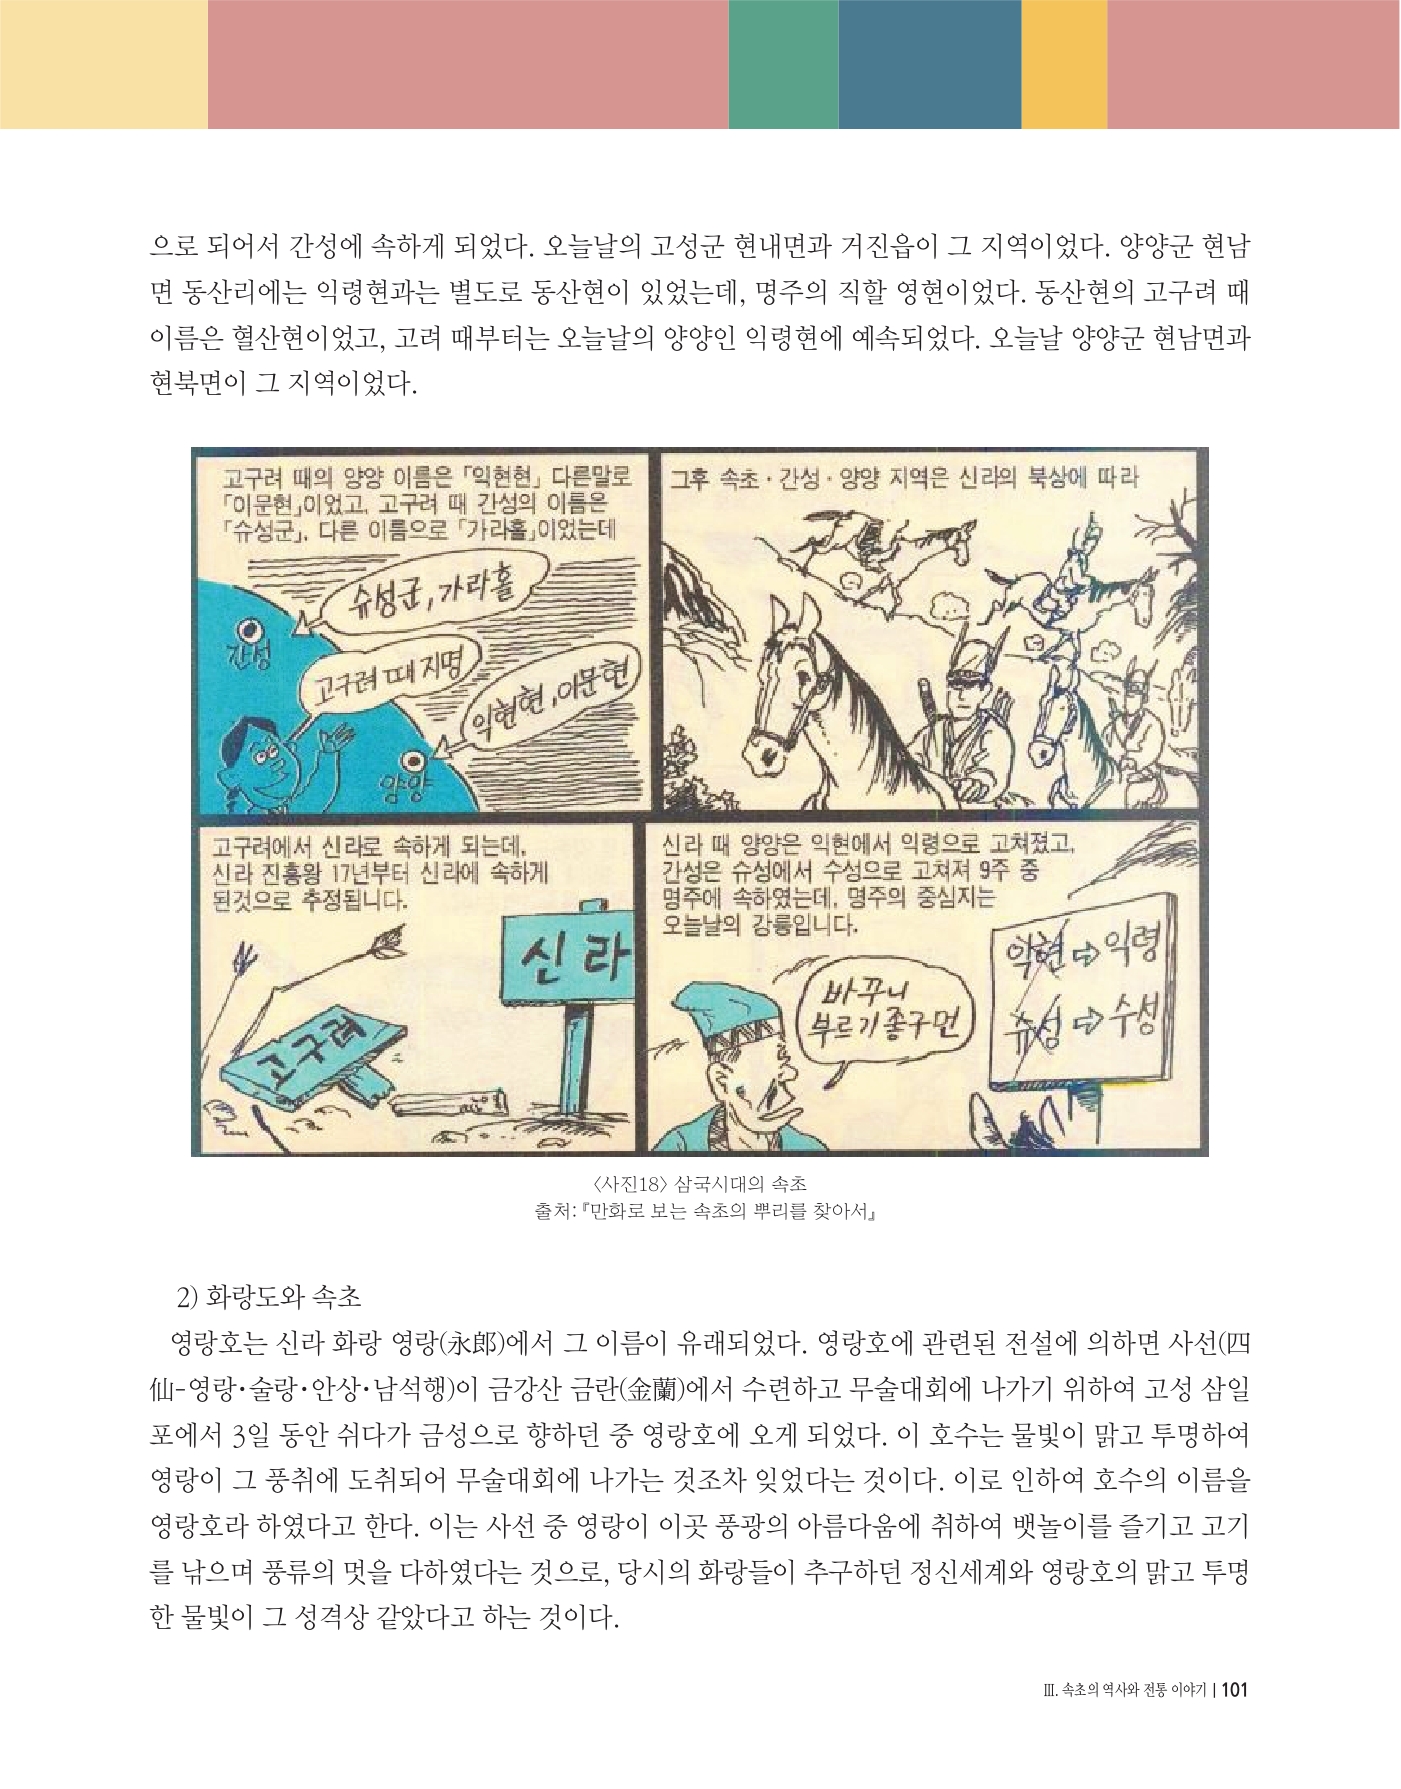 으로 되어서 간성에 속하게 되었다. 오늘날의 고성군 현내면과 거진읍이 그 지역이었다. 양양군 현남
면 동산리에는 익령현과는 별도로 동산현이 있었는데, 명주의 직할 영현이었다. 동산현의 고구려 때
이름은 혈산현이었고, 고려 때부터는 오늘날의 양양인 익령현에 예속되었다. 오늘날 양양군 현남면과
현북면이 그 지역이었다.
고구려 때의 양양 이름은 「익현현」 다른말로
「이문현」이었고, 고구려 때 간성의 이름은
「슈성군」, 다른 이름으로 「가라홀」이었는데
슈성군, 가라홀
간성
고구려 때 지명
익현현, 이문현
양양
그후 속초·간성·양양 지역은 신라의 북상에 따라
고구려에서 신라로 속하게 되는데,
신라 진흥왕 17년부터 신라에 속하게
된것으로 추정됩니다.
신라
고구려
신라 때 양양은 익현에서 익령으로 고쳐졌고,
간성은 슈성에서 수성으로 고쳐져 9주 중
명주에 속하였는데, 명주의 중심지는
오늘날의 강릉입니다.
바꾸니
부르기 좋구먼
익현 ⇨ 익령
슈성 ⇨ 수성
〈사진18〉 삼국시대의 속초
출처: 『만화로 보는 속초의 뿌리를 찾아서』
2) 화랑도와 속초
영랑호는 신라 화랑 영랑(永郎)에서 그 이름이 유래되었다. 영랑호에 관련된 전설에 의하면 사선(四
仙-영랑·술랑·안상·남석행)이 금강산 금란(金蘭)에서 수련하고 무술대회에 나가기 위하여 고성 삼일
포에서 3일 동안 쉬다가 금성으로 향하던 중 영랑호에 오게 되었다. 이 호수는 물빛이 맑고 투명하여
영랑이 그 풍취에 도취되어 무술대회에 나가는 것조차 잊었다는 것이다. 이로 인하여 호수의 이름을
영랑호라 하였다고 한다. 이는 사선 중 영랑이 이곳 풍광의 아름다움에 취하여 뱃놀이를 즐기고 고기
를 낚으며 풍류의 멋을 다하였다는 것으로, 당시의 화랑들이 추구하던 정신세계와 영랑호의 맑고 투명
한 물빛이 그 성격상 같았다고 하는 것이다.
Ⅲ. 속초의 역사와 전통 이야기 | 101